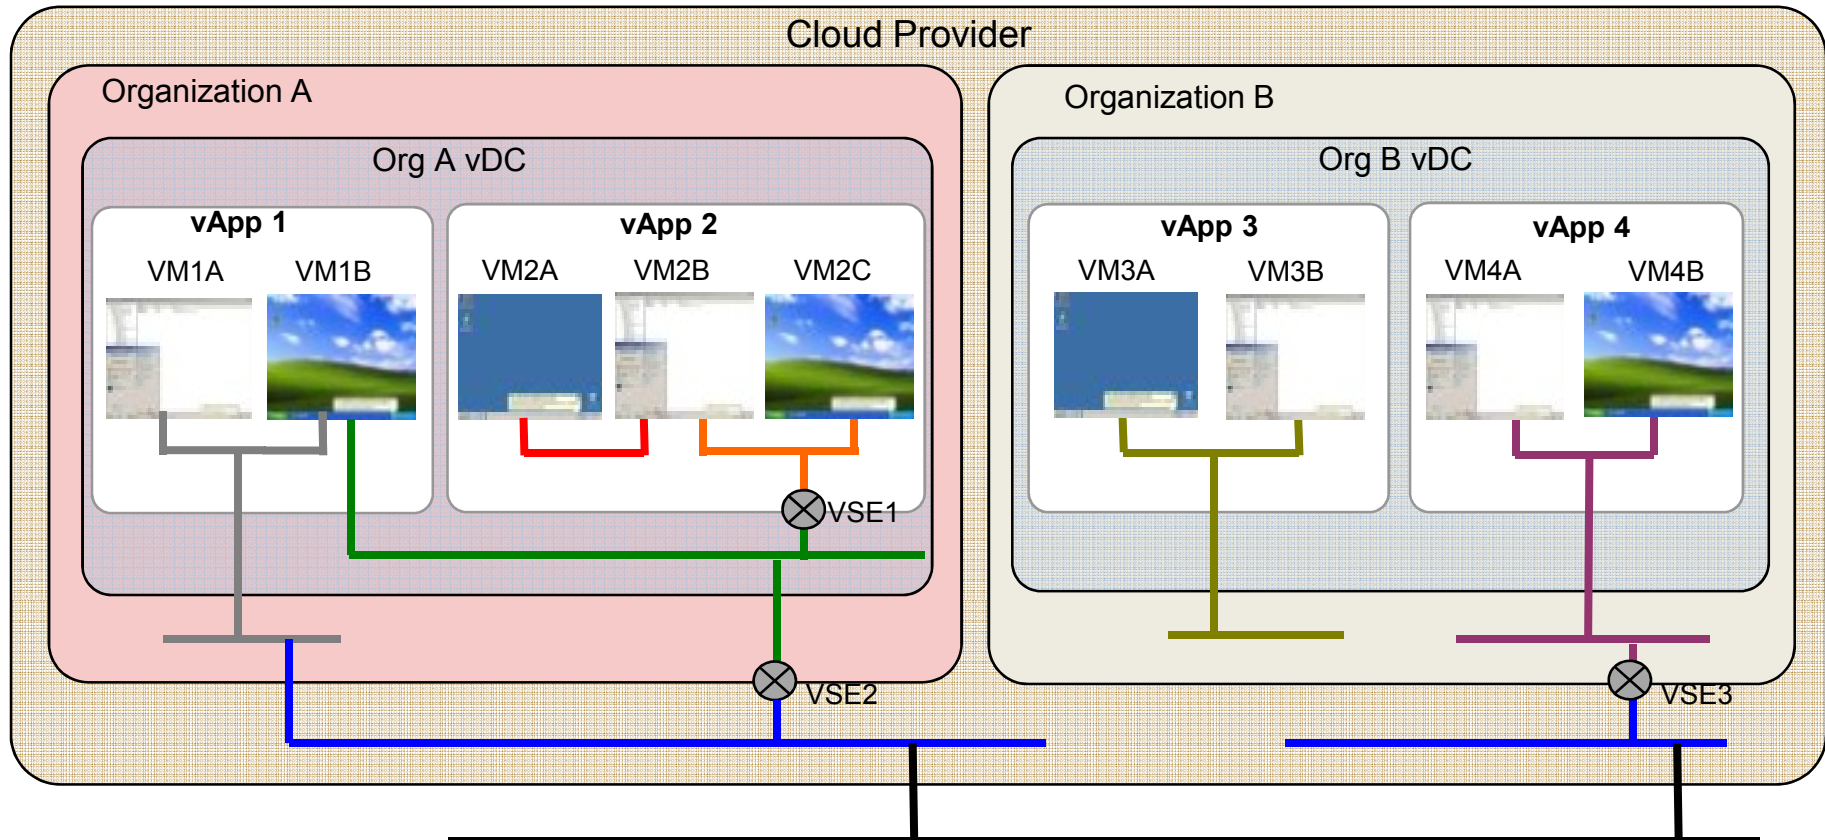 Cloud Provider
Organization A
Organization B
Org A vDC
Org B vDC
vApp 1
vApp 2
vApp 3
vApp 4
VM1A
VM1B
VM2A
VM2B
VM2C
VM3A
VM3B
VM4A
VM4B
VSE1
VSE2
VSE3